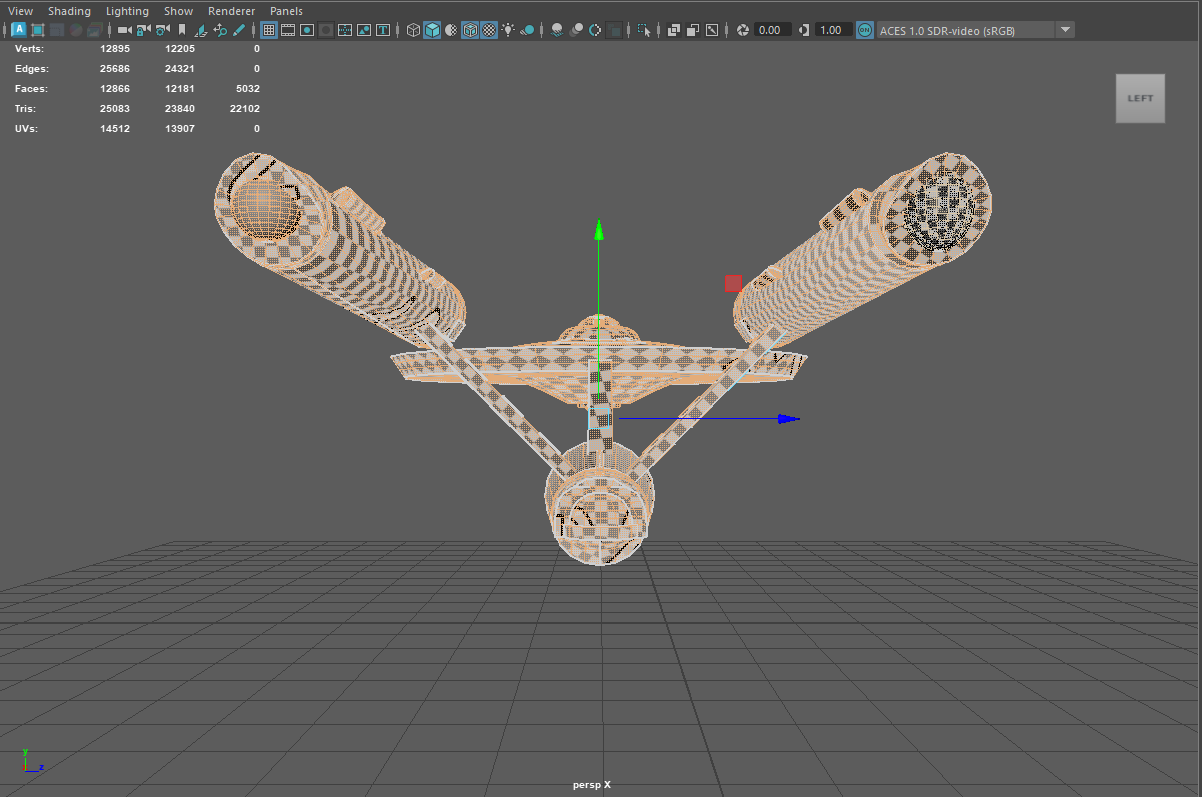 View Shading Lighting Show Renderer Panels
A T 0.00 1.00 ON ACES 1.0 SDR-video (sRGB)
Verts: 12895 12205 0
Edges: 25686 24321 0
Faces: 12866 12181 5032
Tris: 25083 23840 22102
UVs: 14512 13907 0
LEFT
y
z
persp X